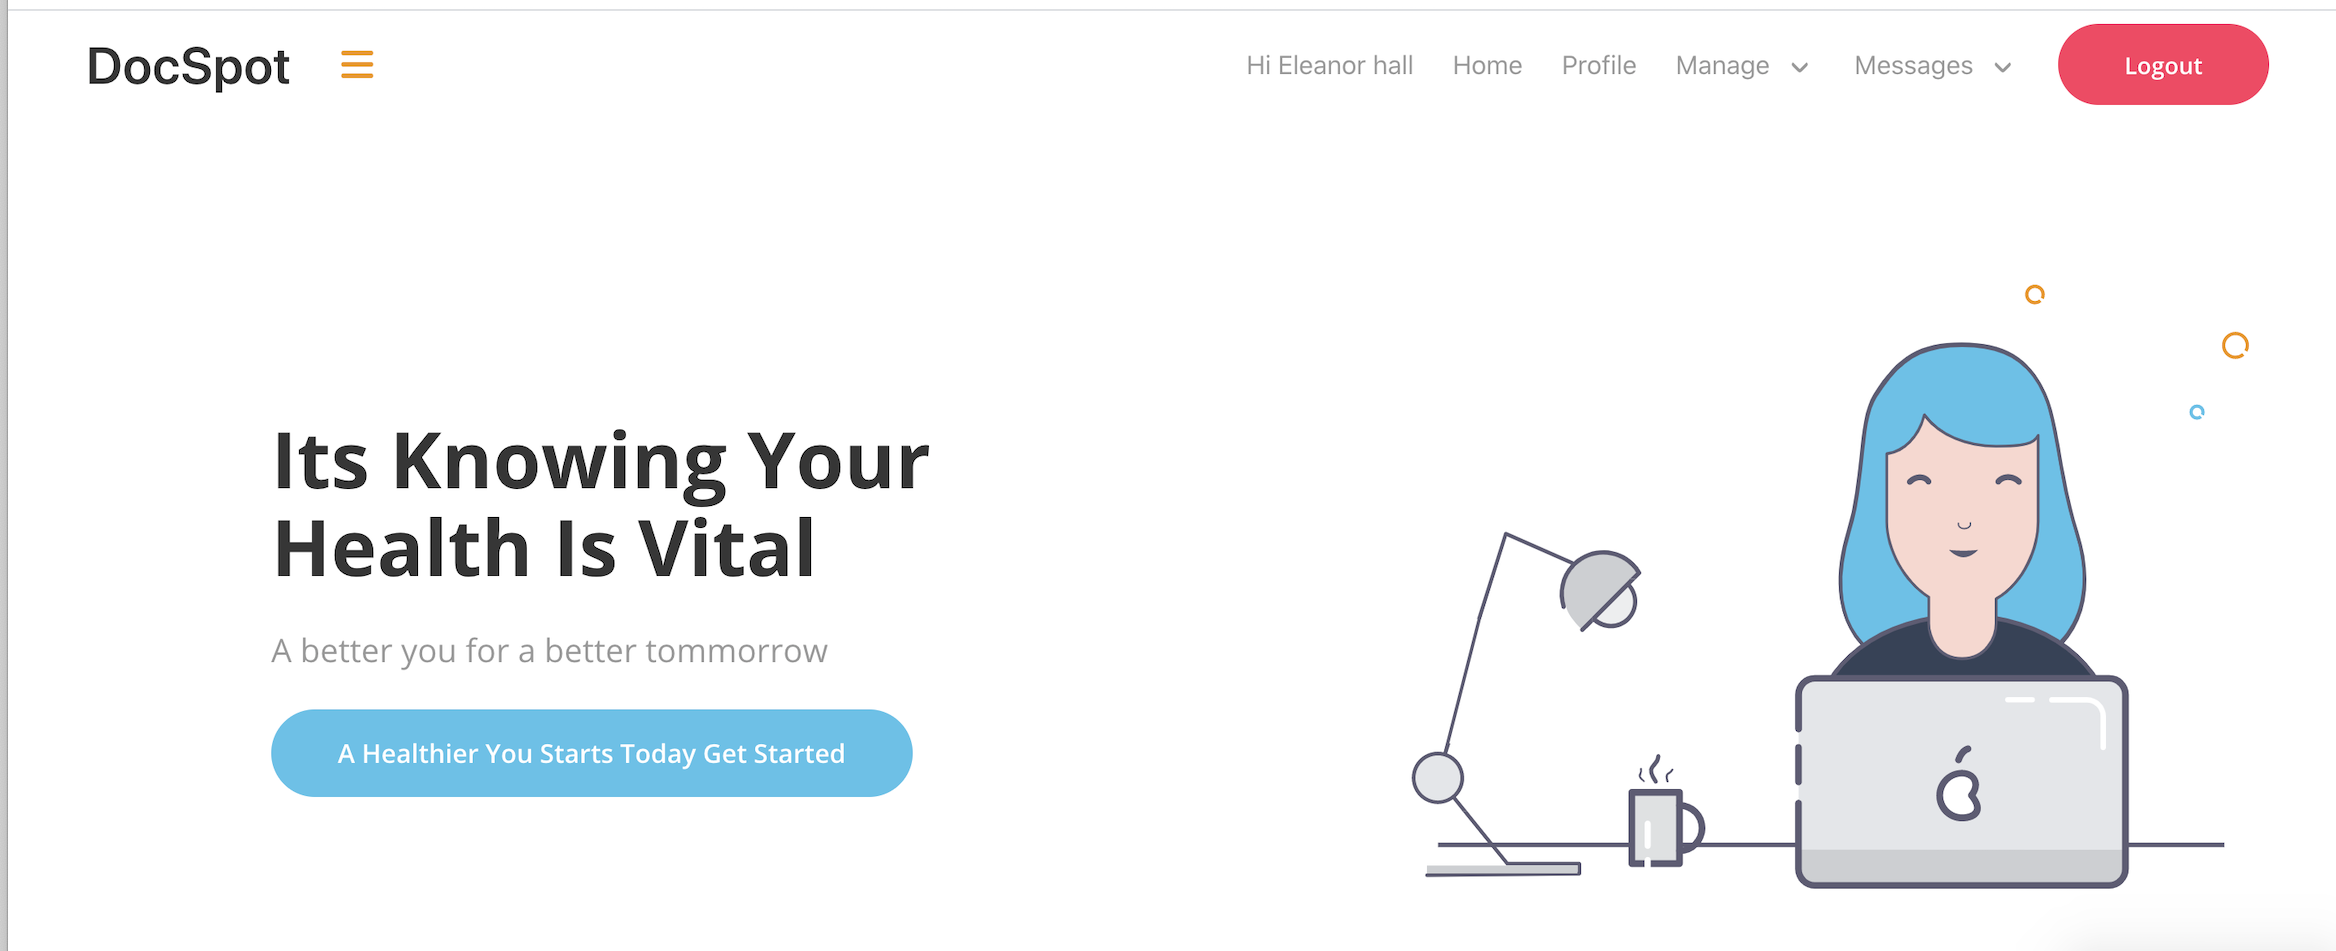 DocSpot
Hi Eleanor hall Home Profile Manage Messages Logout
Its Knowing Your
Health Is Vital
A better you for a better tommorrow
A Healthier You Starts Today Get Started